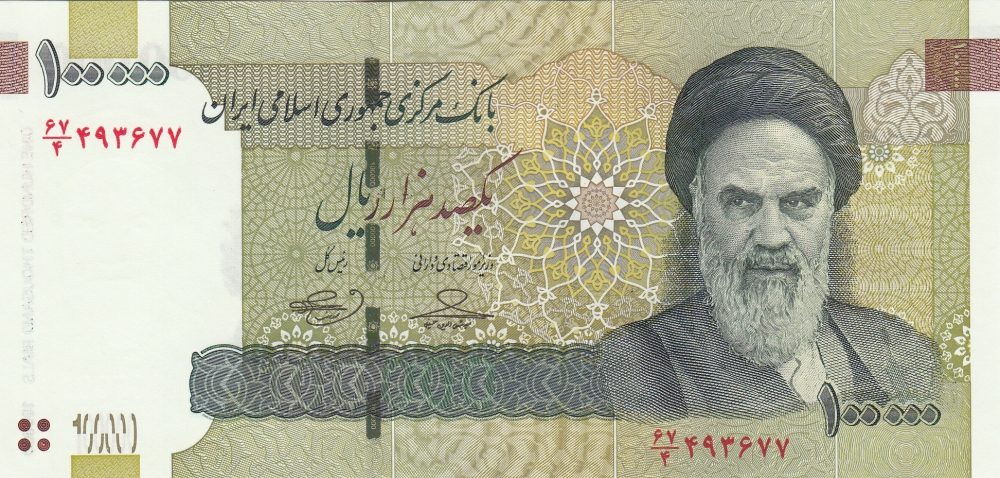 ۱۰۰۰۰۰
بانک مرکزی جمهوری اسلامی ایران
۶۷/۴ ۴۹۳۶۷۷
یکصد هزار ریال
وزیر امور اقتصادی و دارائی
رئیس کل
۱۰۰۰۰۰
۶۷/۴ ۴۹۳۶۷۷